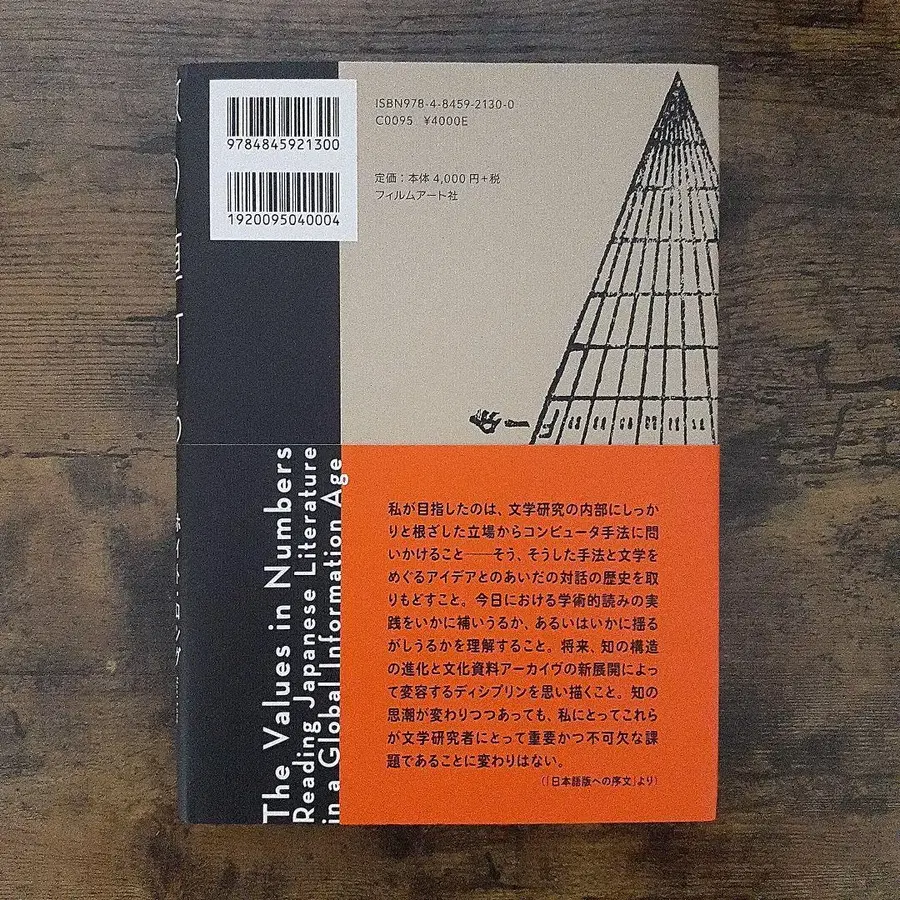 9784845921300
1920095040004
ISBN978-4-8459-2130-0
C0095 ¥4000E
定価：本体4,000円+税
フィルムアート社
The Values in Numbers
Reading Japanese Literature
in a Global Information Age
私が目指したのは、文学研究の内部にしっか
りと根ざした立場からコンピュータ手法に問
いかけること――そう、そうした手法と文学を
めぐるアイデアとのあいだの対話の歴史を取
りもどすこと。今日における学術的読みの実
践をいかに補いうるか、あるいはいかに揺る
がしうるかを理解すること。将来、知の構造
の進化と文化資料アーカイヴの新展開によっ
て変容するディシプリンを思い描くこと。知の
思潮が変わりつつあっても、私にとってこれら
が文学研究者にとって重要かつ不可欠な課
題であることに変わりはない。
(「日本語版への序文」より)